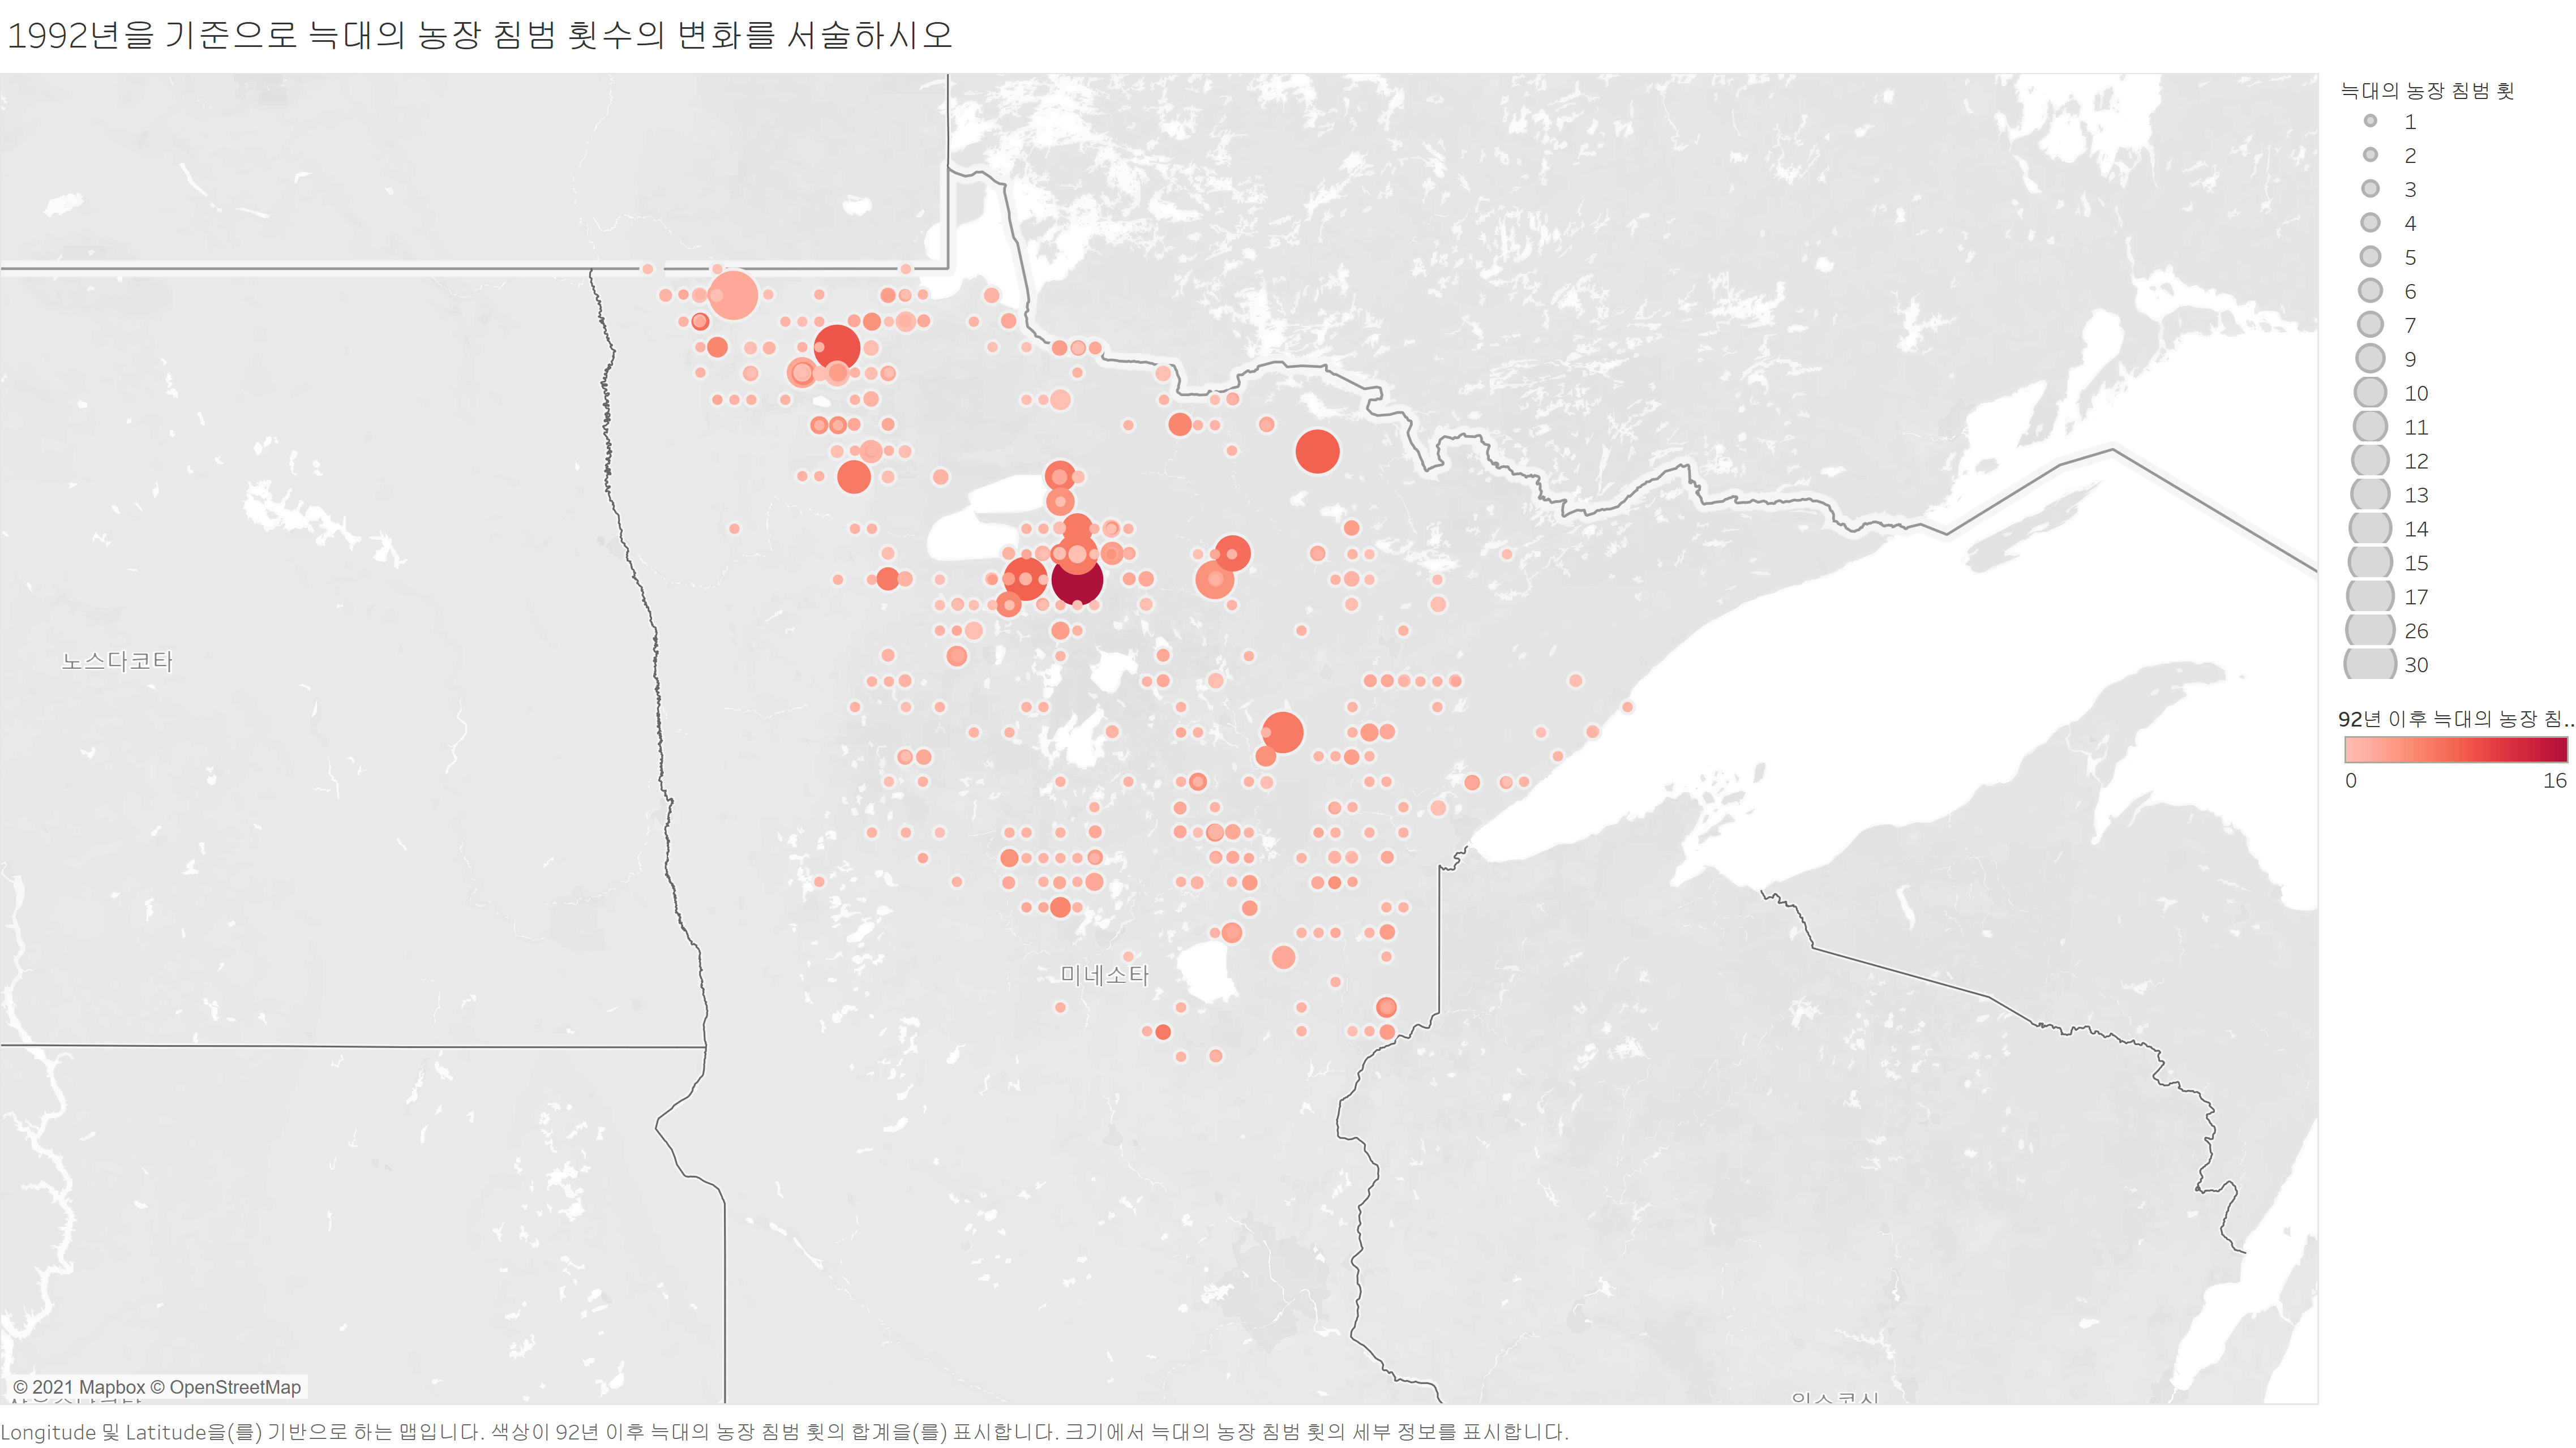 1992년을 기준으로 늑대의 농장 침범 횟수의 변화를 서술하시오
늑대의 농장 침범 횟
1
2
3
4
5
6
7
9
10
11
12
13
14
15
17
26
30
92년 이후 늑대의 농장 침..
0 16
노스다코타
미네소타
© 2021 Mapbox © OpenStreetMap
Longitude 및 Latitude을(를) 기반으로 하는 맵입니다. 색상이 92년 이후 늑대의 농장 침범 횟의 합계을(를) 표시합니다. 크기에서 늑대의 농장 침범 횟의 세부 정보를 표시합니다.